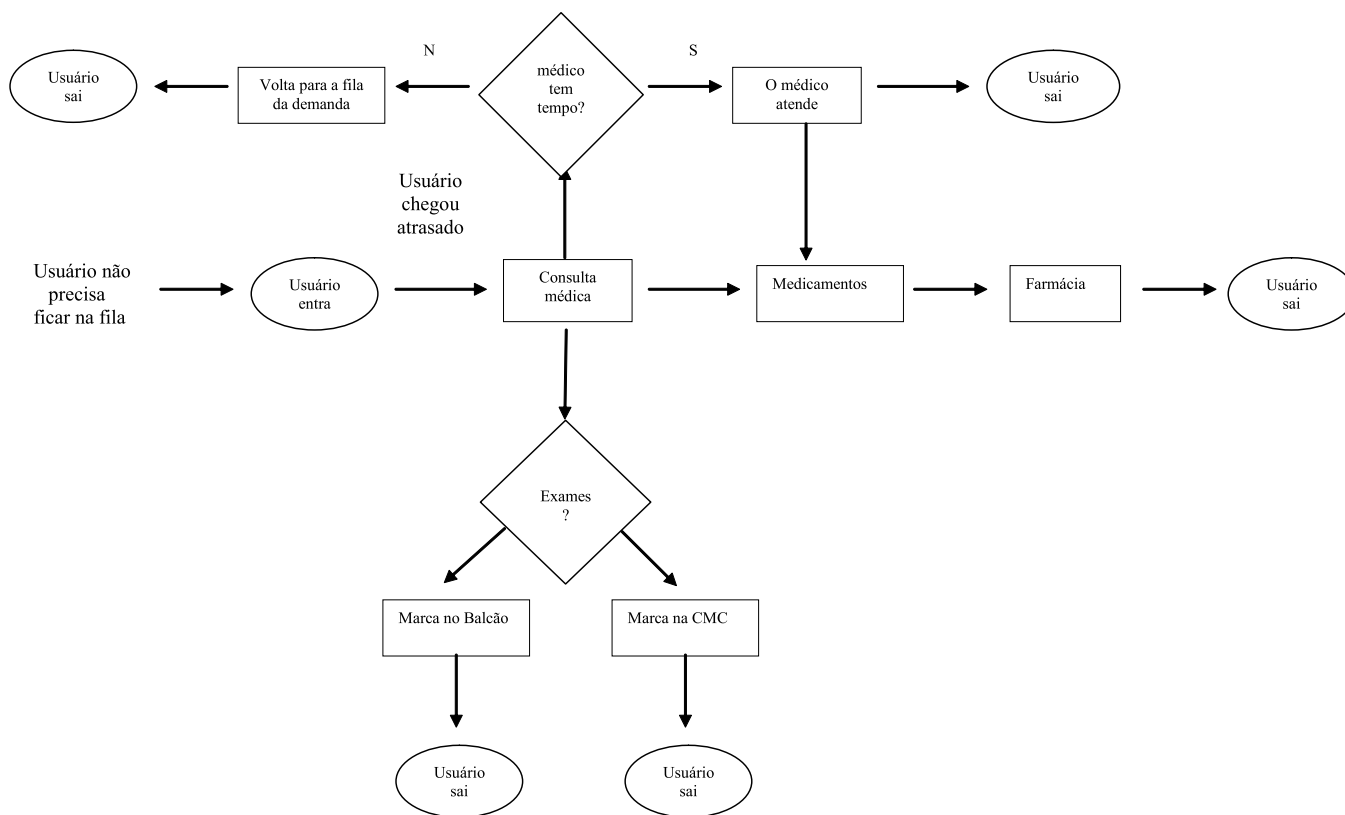 N
S
Usuário
sai
Volta para a fila
da demanda
médico
tem
tempo?
O médico
atende
Usuário
sai
Usuário
chegou
atrasado
Usuário não
precisa
ficar na fila
Usuário
entra
Consulta
médica
Medicamentos
Farmácia
Usuário
sai
Exames
?
Marca no Balcão
Marca na CMC
Usuário
sai
Usuário
sai